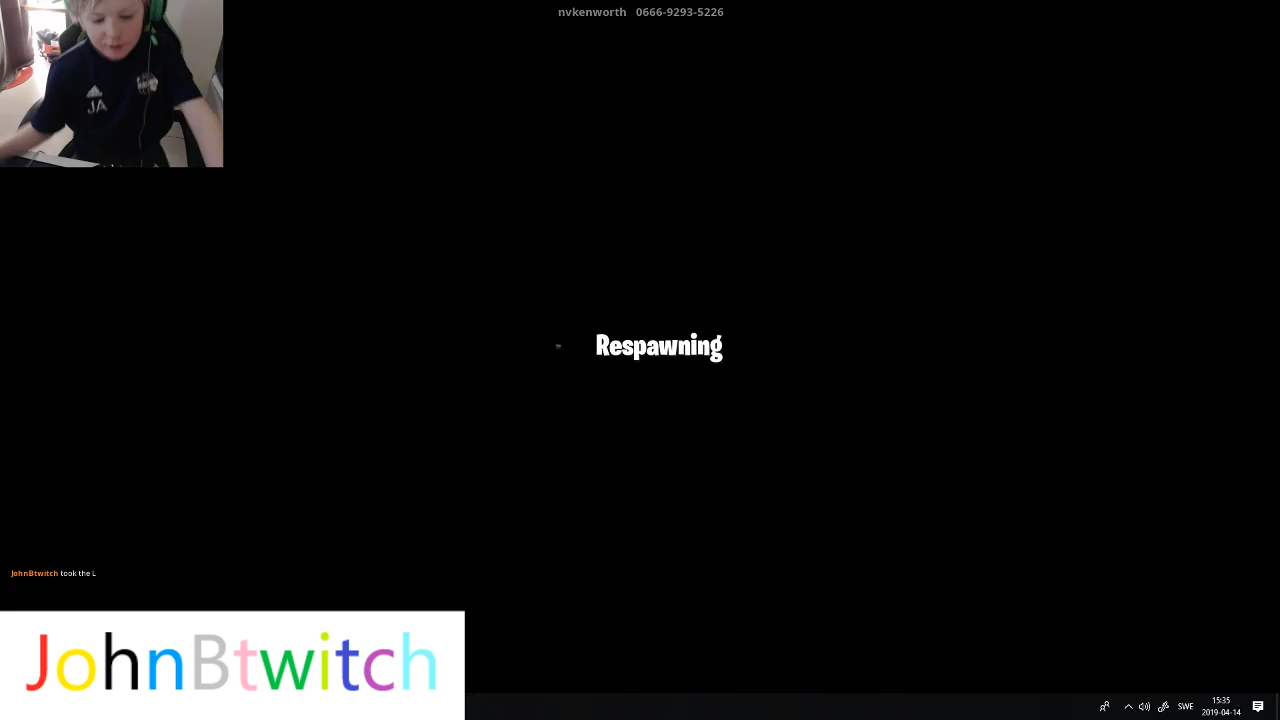 nvkenworth 0666-9293-5226
JA
Respawning
JohnBtwitch took the L
JohnBtwitch
SWE
15:35
2019-04-14